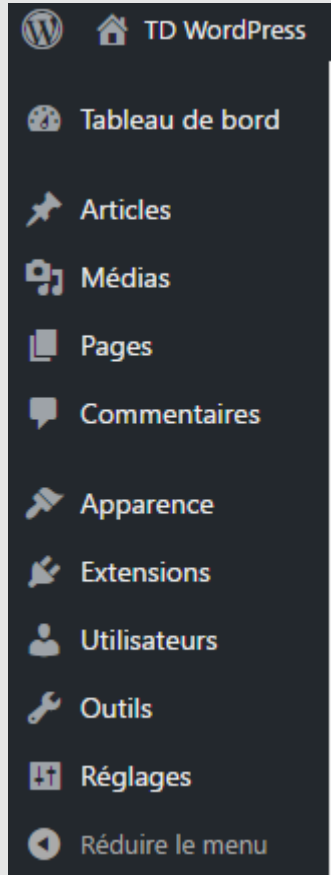 TD WordPress
Tableau de bord
Articles
Médias
Pages
Commentaires
Apparence
Extensions
Utilisateurs
Outils
Réglages
Réduire le menu